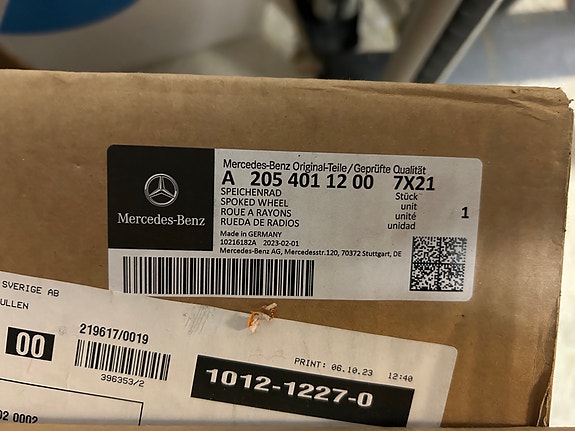 Mercedes-Benz Original-Teile/Geprüfte Qualität
A 205 401 12 00 7X21
SPEICHENRAD Stück
SPOKED WHEEL unit
ROUE A RAYONS unité 1
RUEDA DE RADIOS unidad
Made in GERMANY
10216182A 2023-02-01
Mercedes-Benz AG, Mercedesstr.120, 70372 Stuttgart, DE
Mercedes-Benz
SVERIGE AB
ULLEN
00
219617/0019
396353/2
PRINT: 06.10.23 12:40
1012-1227-0
02 0002